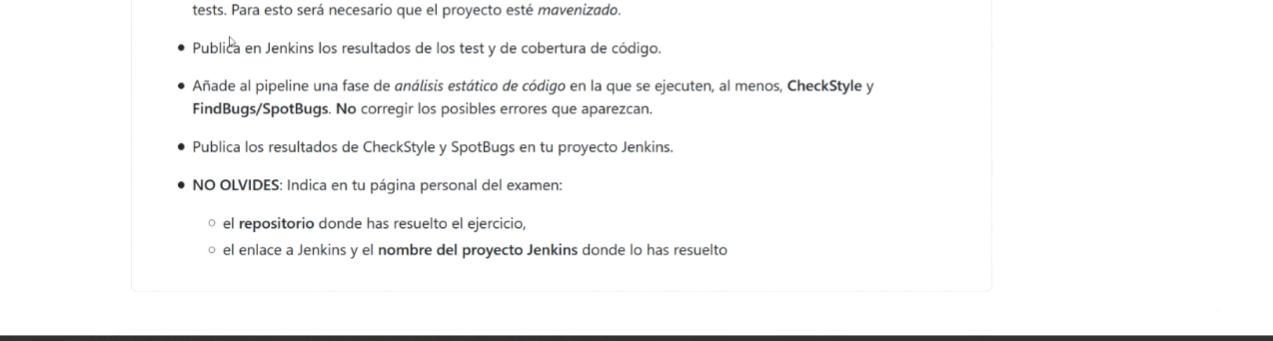 tests. Para esto será necesario que el proyecto esté mavenizado.
Publica en Jenkins los resultados de los test y de cobertura de código.
Añade al pipeline una fase de análisis estático de código en la que se ejecuten, al menos, CheckStyle y
FindBugs/SpotBugs. No corregir los posibles errores que aparezcan.
Publica los resultados de CheckStyle y SpotBugs en tu proyecto Jenkins.
NO OLVIDES: Indica en tu página personal del examen:
el repositorio donde has resuelto el ejercicio,
el enlace a Jenkins y el nombre del proyecto Jenkins donde lo has resuelto